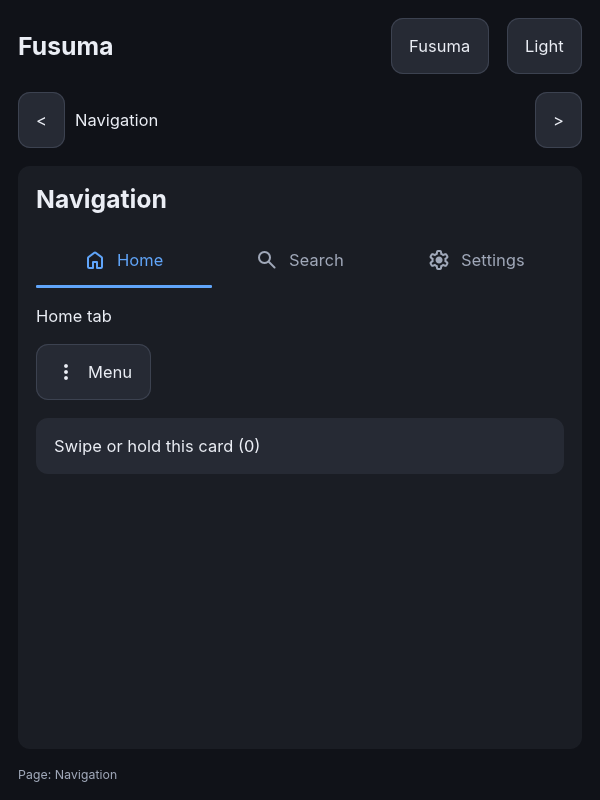 Fusuma
Fusuma
Light
<
Navigation
>
Navigation
Home
Search
Settings
Home tab
Menu
Swipe or hold this card (0)
Page: Navigation